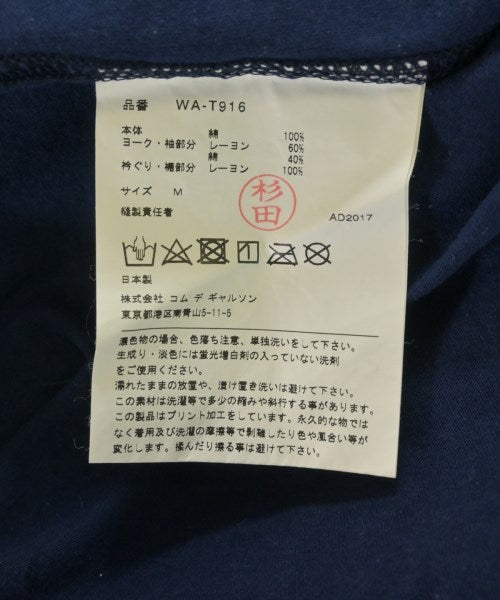 品番 WA-T916
本体 綿 100%
ヨーク・袖部分 レーヨン 60%
綿 40%
衿ぐり・裾部分 レーヨン 100%
サイズ M
杉田
縫製責任者
AD2017
日本製
株式会社 コム デ ギャルソン
東京都港区南青山5-11-5
濃色物の場合、色落ち注意、単独洗いをして下さい。
生成り・淡色には蛍光増白剤の入っていない洗剤
をご使用ください。
濡れたままの放置や、漬け置き洗いは避けて下さい。
この素材は洗濯等で多少の縮みや斜行する事があります。
この製品はプリント加工をしています。永久的な物では
なく着用及び洗濯の摩擦等で剥離したり色や風合い等が
変化します。揉んだり擦る事は避けて下さい。